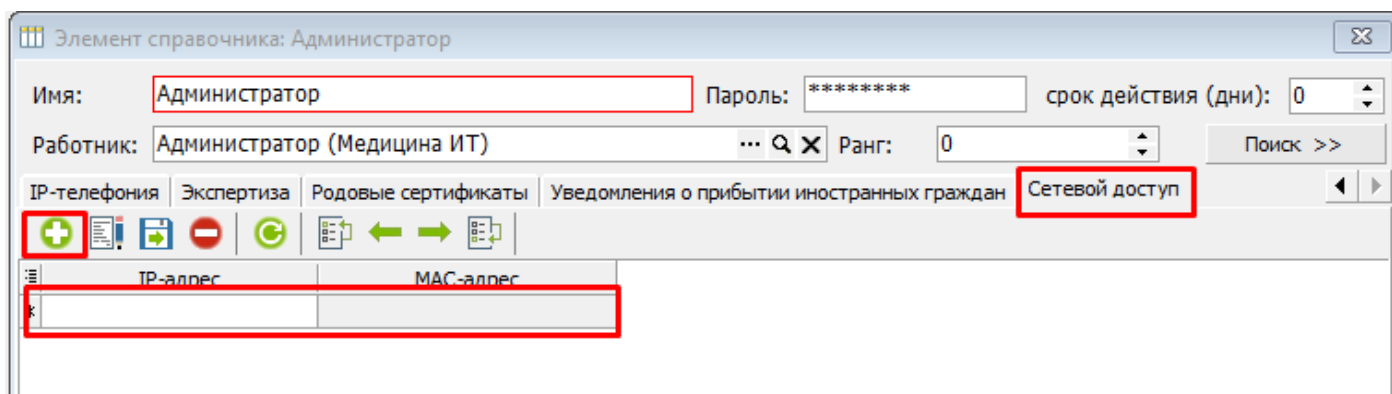 Элемент справочника: Администратор
Имя: Администратор Пароль: ******** срок действия (дни): 0
Работник: Администратор (Медицина ИТ) ... Ранг: 0 Поиск >>
IP-телефония Экспертиза Родовые сертификаты Уведомления о прибытии иностранных граждан Сетевой доступ
IP-адрес MAC-адрес
*